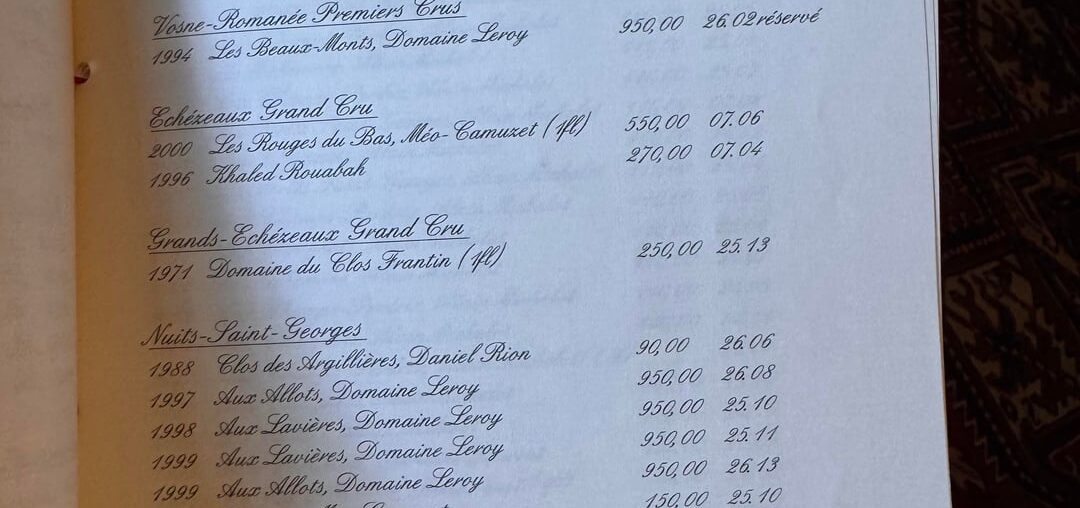 Vosne-Romanée Premiers Crus
1994 Les Beaux-Monts, Domaine Leroy 950,00 26.02 réservé
Echézeaux Grand Cru
2000 Les Rouges du Bas, Méo-Camuzet (1fl) 550,00 07.06
1996 Khaled Rouabah 270,00 07.04
Grands-Echézeaux Grand Cru
1971 Domaine du Clos Frantin (1fl) 250,00 25.13
Nuits-Saint-Georges
1988 Clos des Argillières, Daniel Rion 90,00 26.06
1997 Aux Allots, Domaine Leroy 950,00 26.08
1998 Aux Lavières, Domaine Leroy 950,00 25.10
1999 Aux Lavières, Domaine Leroy 950,00 25.11
1999 Aux Allots, Domaine Leroy 950,00 26.13
150,00 25.10